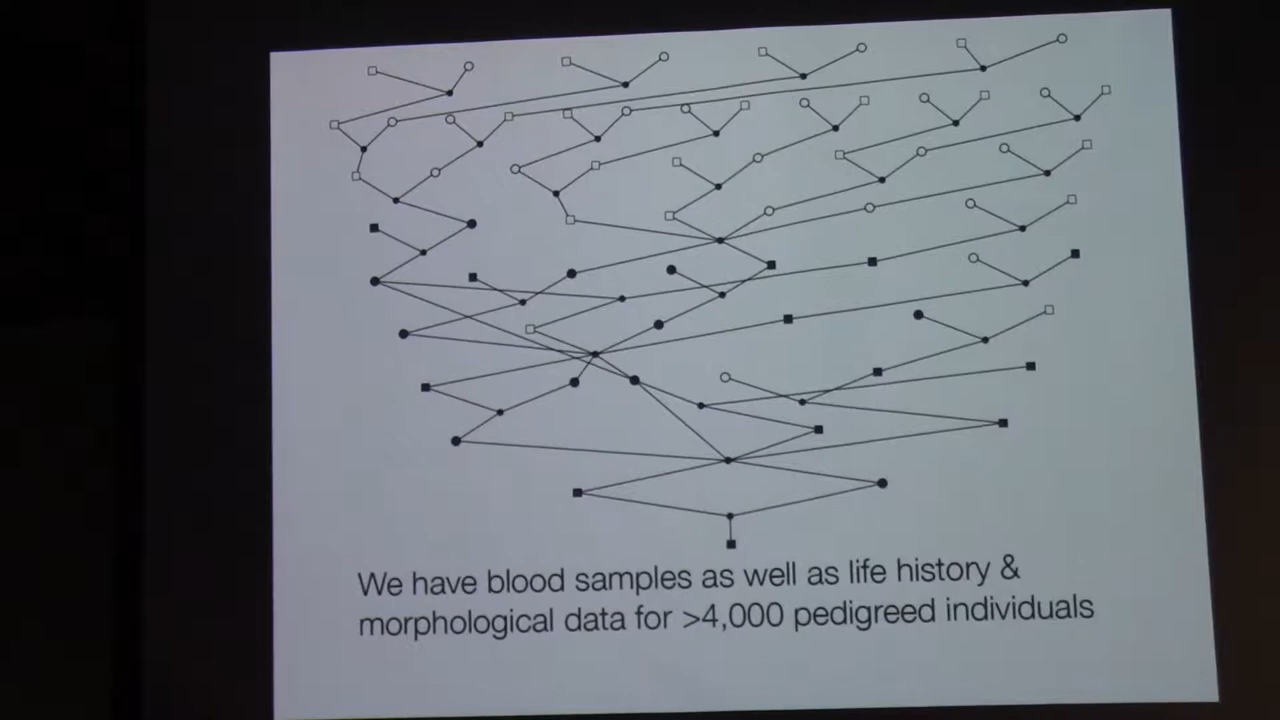 We have blood samples as well as life history &
morphological data for >4,000 pedigreed individuals